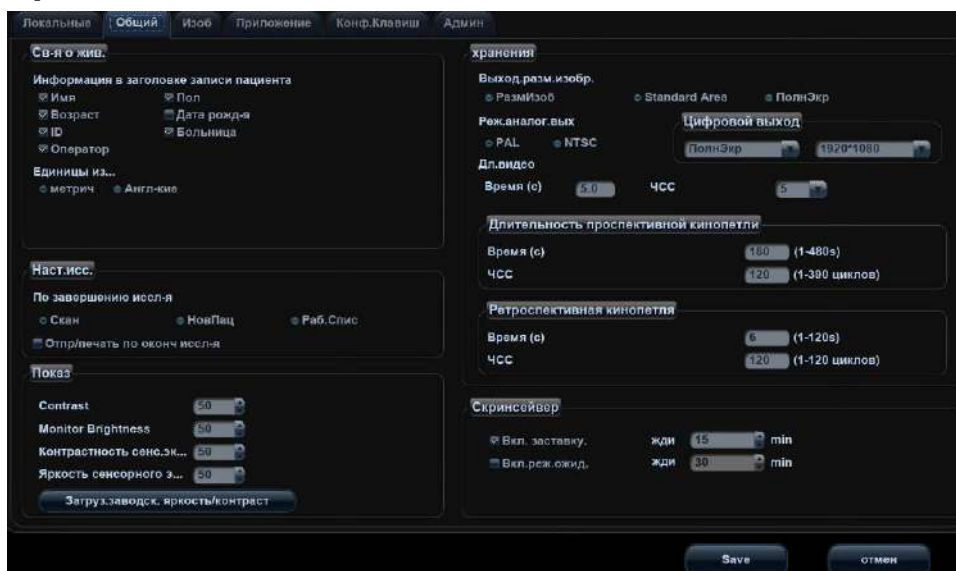 Локальные Общий Изоб Приложение Конф.Клавиш Админ
Св-я о жив.
Информация в заголовке записи пациента
Имя Пол
Возраст Дата рожд-я
ID Больница
Оператор
Единицы из...
метрич Англ-кие
Наст.исс.
По завершению иссл-я
Скан НовПац Раб.Спис
Отпр/печать по оконч иссл-я
Показ
Contrast 50
Monitor Brightness 50
Контрастность сенс.эк... 50
Яркость сенсорного э... 50
Загруз.заводск. яркость/контраст
хранения
Выход.разм.изобр.
РазмИзоб Standard Area ПолнЭкр
Реж.аналог.вых Цифровой выход
PAL NTSC ПолнЭкр 1920*1080
Дл.видео
Время (с) 5.0 ЧСС 5
Длительность проспективной кинопетли
Время (с) 180 (1-480s)
ЧСС 120 (1-390 циклов)
Ретроспективная кинопетля
Время (с) 6 (1-120s)
ЧСС 120 (1-120 циклов)
Скринсейвер
Вкл. заставку. жди 15 min
Вкл.реж.ожид. жди 30 min
Save отмен